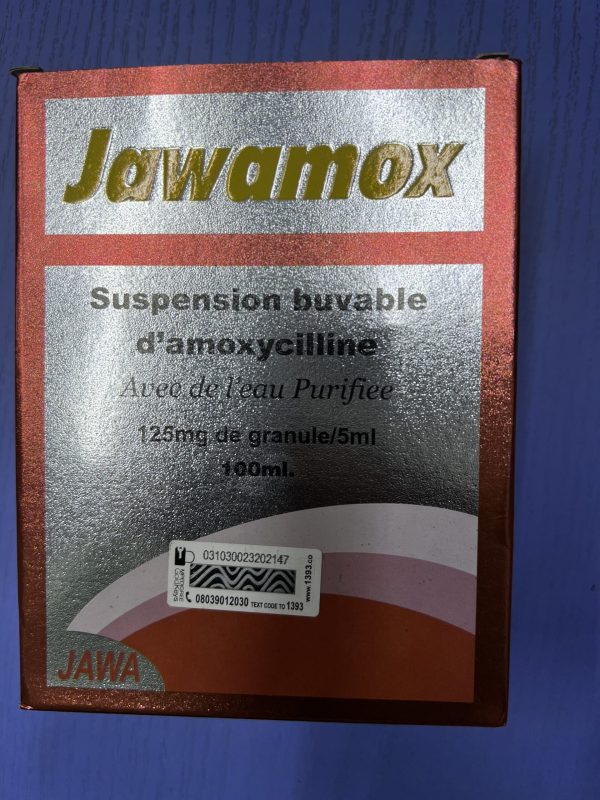 Jawamox
Suspension buvable
d'amoxycilline
Avec de l'eau Purifiee
125mg de granule/5ml
100ml.
031030023202147
08039012030 TEXT CODE TO 1393
www.1393.co
JAWA